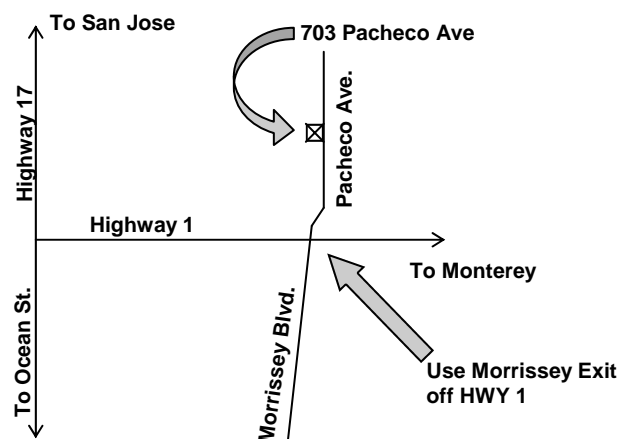 To San Jose
703 Pacheco Ave
Highway 17
Pacheco Ave.
Highway 1
To Monterey
To Ocean St.
Morrissey Blvd.
Use Morrissey Exit
off HWY 1